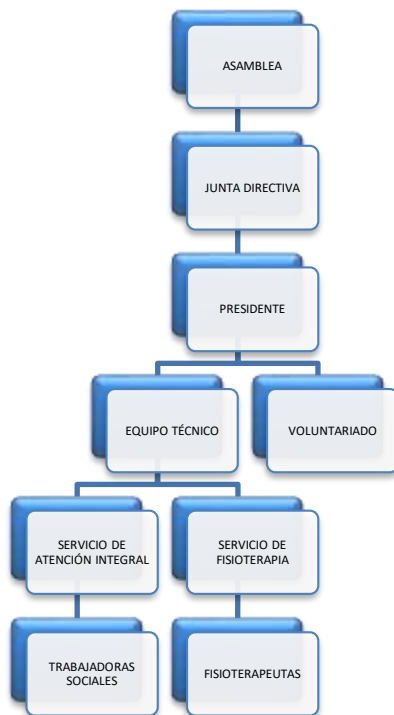 ASAMBLEA
JUNTA DIRECTIVA
PRESIDENTE
EQUIPO TÉCNICO
VOLUNTARIADO
SERVICIO DE
ATENCIÓN INTEGRAL
SERVICIO DE
FISIOTERAPIA
TRABAJADORAS
SOCIALES
FISIOTERAPEUTAS